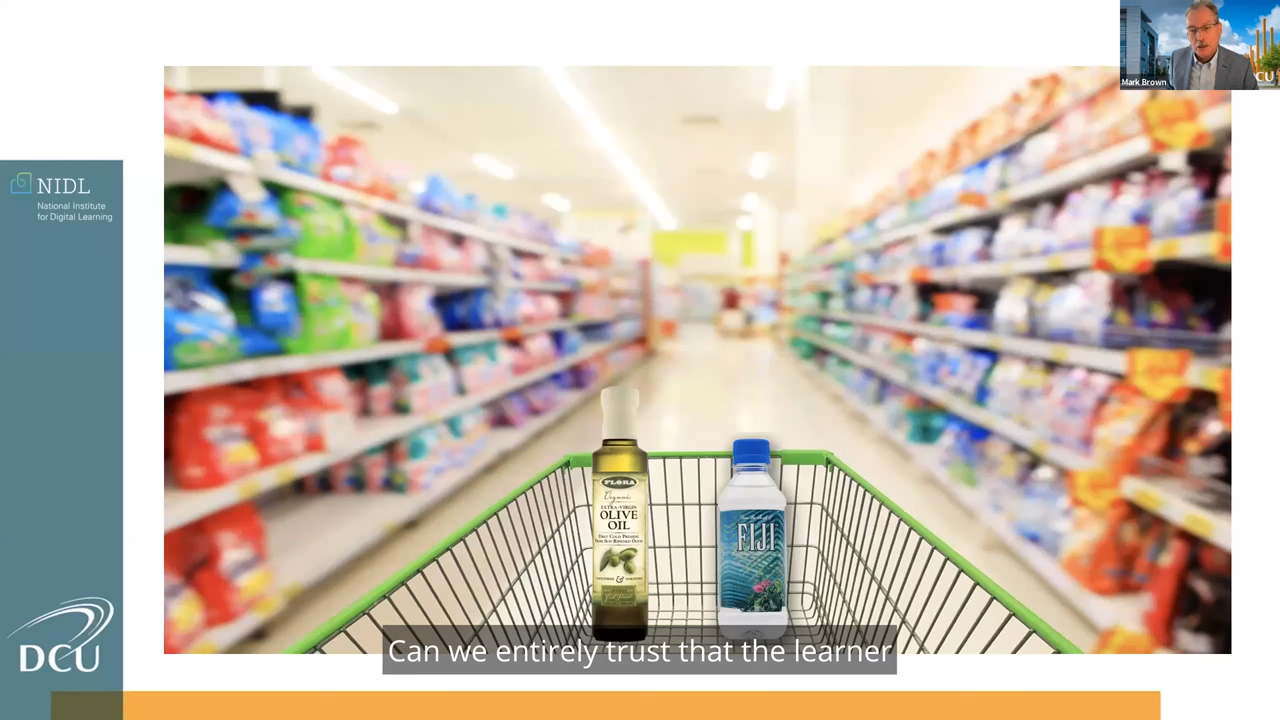 Mark Brown
NIDL
National Institute
for Digital Learning
FLORA
Organic
EXTRA-VIRGIN
OLIVE
OIL
FIJI
DCU
Can we entirely trust that the learner